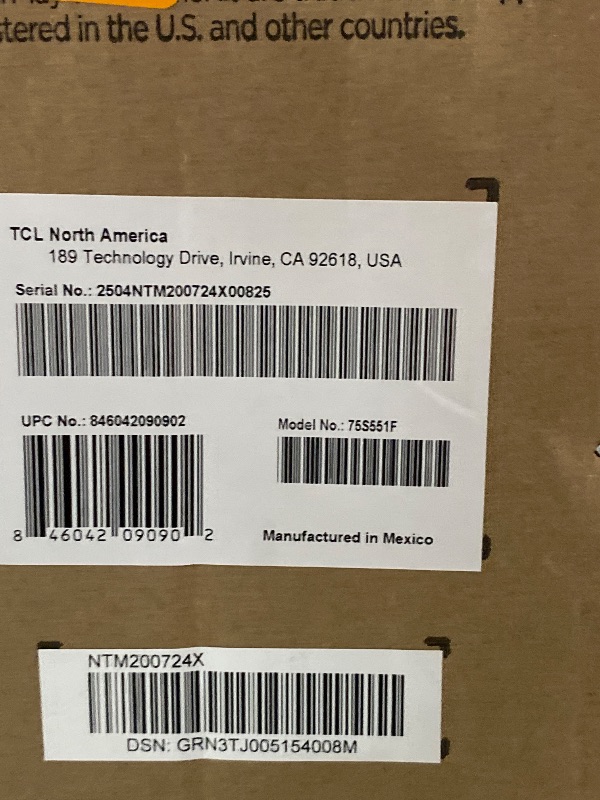 tered in the U.S. and other countries.
TCL North America
189 Technology Drive, Irvine, CA 92618, USA
Serial No.: 2504NTM200724X00825
UPC No.: 846042090902
Model No.: 75S551F
8 46042 09090 2
Manufactured in Mexico
NTM200724X
DSN: GRN3TJ005154008M